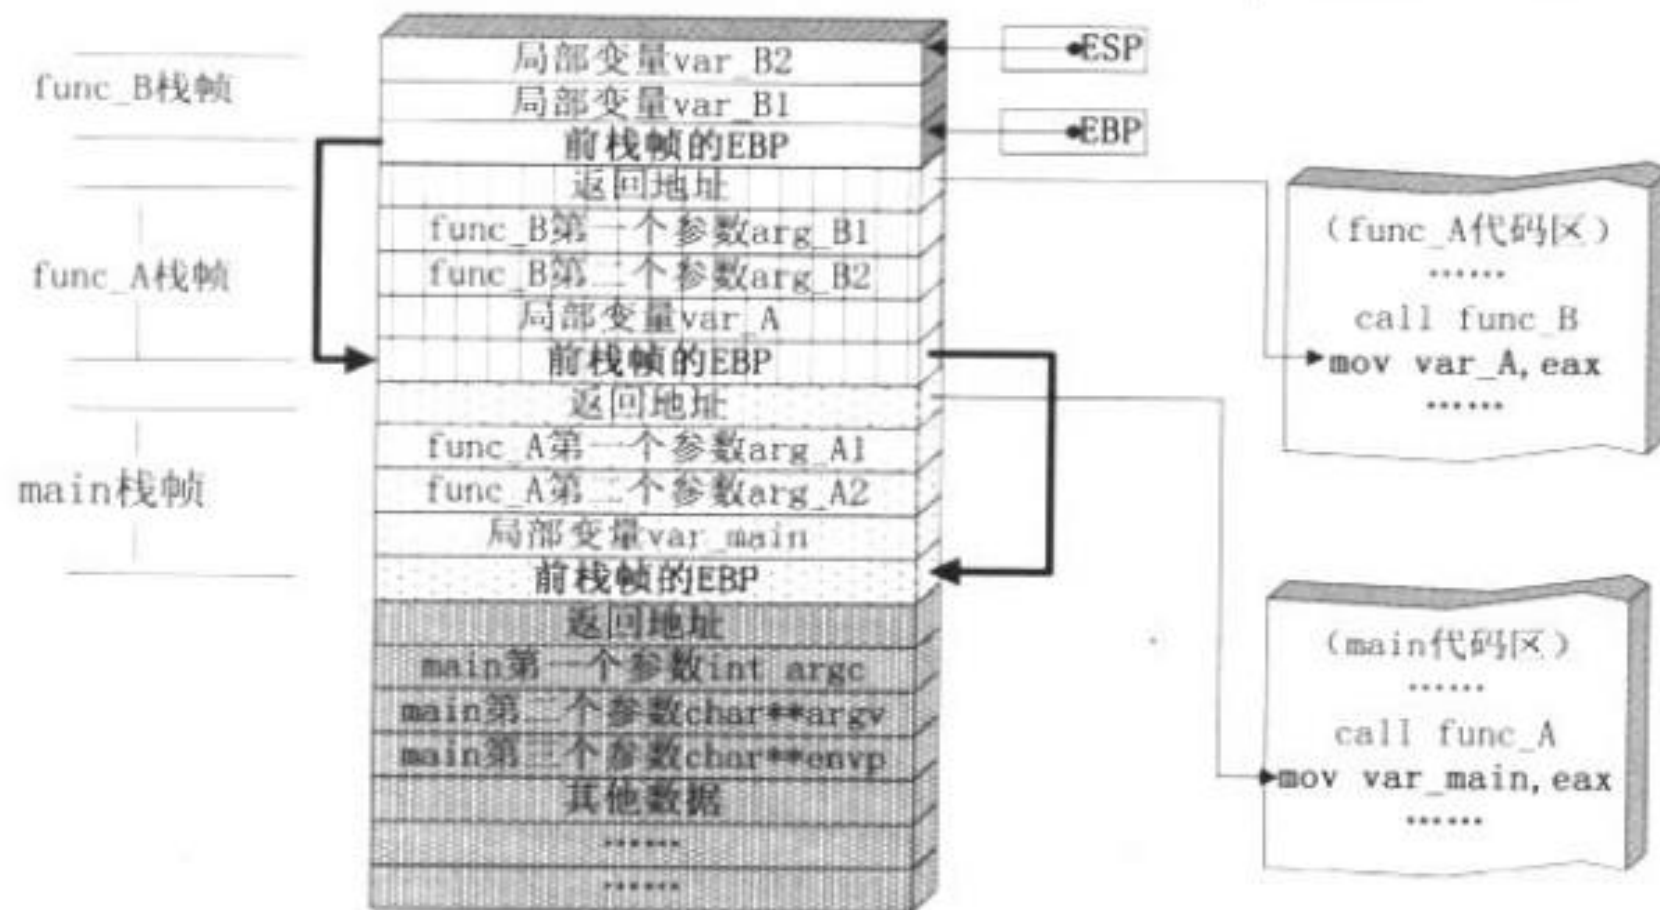 func_B栈帧
func_A栈帧
main栈帧
局部变量var_B2
局部变量var_B1
前栈帧的EBP
返回地址
func_B第一个参数arg_B1
func_B第二个参数arg_B2
局部变量var_A
前栈帧的EBP
返回地址
func_A第一个参数arg_A1
func_A第二个参数arg_A2
局部变量var_main
前栈帧的EBP
返回地址
main第一个参数int argc
main第二个参数char**argv
main第三个参数char**envp
其他数据
······
······
ESP
EBP
(func_A代码区)
······
call func_B
mov var_A,eax
······
(main代码区)
······
call func_A
mov var_main,eax
······